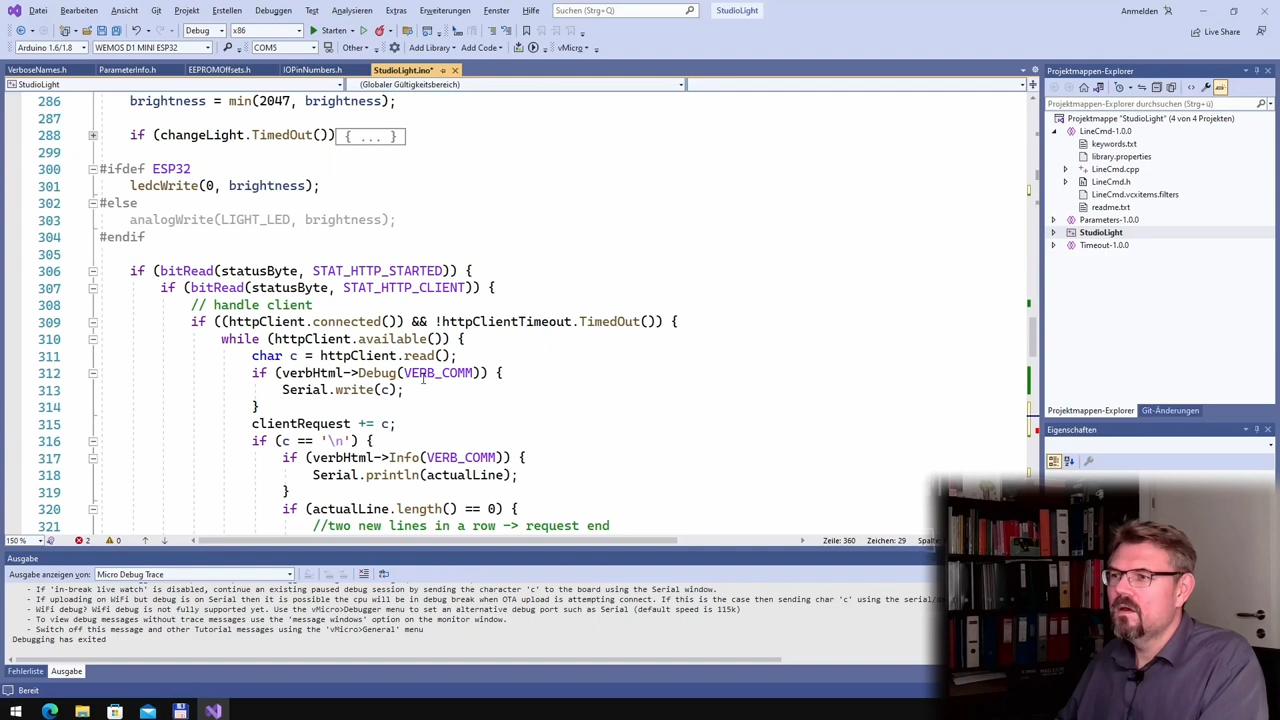 Datei Bearbeiten Ansicht Git Projekt Erstellen Debuggen Test Analysieren Extras Erweiterungen Fenster Hilfe Suchen (Strg+Q) StudioLight Anmelden
Debug x86 Starten
Live Share
Arduino 1.6/1.8 WEMOS D1 MINI ESP32 COM5 Other Add Library Add Code vMicro
VerboseNames.h ParameterInfo.h EEPROMOffsets.h IOPinNumbers.h StudioLight.ino*
StudioLight (Globaler Gültigkeitsbereich)
286 brightness = min(2047, brightness);
287
288 if (changeLight.TimedOut()) { ... }
299
300 #ifdef ESP32
301 ledcWrite(0, brightness);
302 #else
303 analogWrite(LIGHT_LED, brightness);
304 #endif
305
306 if (bitRead(statusByte, STAT_HTTP_STARTED)) {
307 if (bitRead(statusByte, STAT_HTTP_CLIENT)) {
308 // handle client
309 if ((httpClient.connected()) && !httpClientTimeout.TimedOut()) {
310 while (httpClient.available()) {
311 char c = httpClient.read();
312 if (verbHtml->Debug(VERB_COMM)) {
313 Serial.write(c);
314 }
315 clientRequest += c;
316 if (c == '\n') {
317 if (verbHtml->Info(VERB_COMM)) {
318 Serial.println(actualLine);
319 }
320 if (actualLine.length() == 0) {
321 //two new lines in a row -> request end
150 % 2 0 Zeile: 360 Zeichen: 29
Ausgabe
Ausgabe anzeigen von: Micro Debug Trace
- If 'in-break live watch' is disabled, continue an existing paused debug session by sending the character 'c' to the board using the Serial window.
- If uploading on WiFi but debug is on Serial then it is possible the cpu will be in debug break when OTA upload is attempting connect. If this is the case then sending char 'c' using the
- WiFi debug? Wifi debug is not fully supported yet. Use the vMicro>Debugger menu to set an alternative debug port such as Serial (default speed is 115k)
- To view debug messages without trace messages use the 'message windows' option on the monitor window.
- Switch off this message and other Tutorial messages using the 'vMicro>General' menu
Debugging has exited
Fehlerliste Ausgabe
Bereit
Projektmappen-Explorer
Projektmappen-Explorer durchsuchen (Strg+ü)
Projektmappe "StudioLight" (4 von 4 Projekten)
LineCmd-1.0.0
keywords.txt
library.properties
LineCmd.cpp
LineCmd.h
LineCmd.vcxitems.filters
readme.txt
Parameters-1.0.0
StudioLight
Timeout-1.0.0
Projektmappen-Explorer Git-Änderungen
Eigenschaften